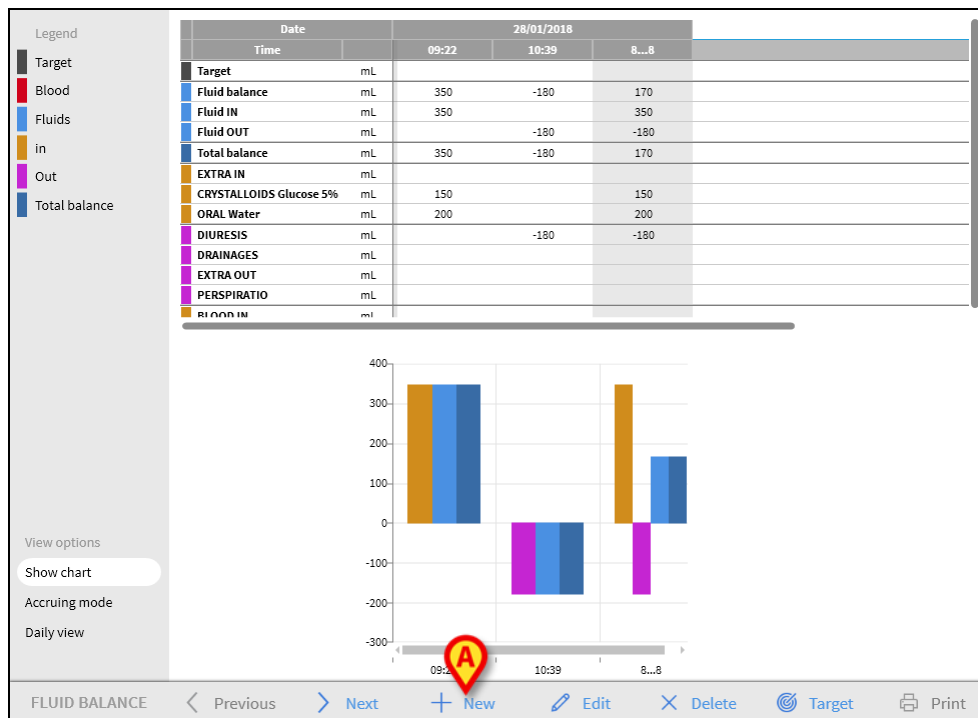 Legend
Target
Blood
Fluids
in
Out
Total balance
Date 28/01/2018
Time 09:22 10:39 8...8
Target mL
Fluid balance mL 350 -180 170
Fluid IN mL 350 350
Fluid OUT mL -180 -180
Total balance mL 350 -180 170
EXTRA IN mL
CRYSTALLOIDS Glucose 5% mL 150 150
ORAL Water mL 200 200
DIURESIS mL -180 -180
DRAINAGES mL
EXTRA OUT mL
PERSPIRATIO mL
BLOOD IN mL
400
300
200
100
0
-100
-200
-300
09:2 10:39 8...8
A
View options
Show chart
Accruing mode
Daily view
FLUID BALANCE Previous Next New Edit Delete Target Print